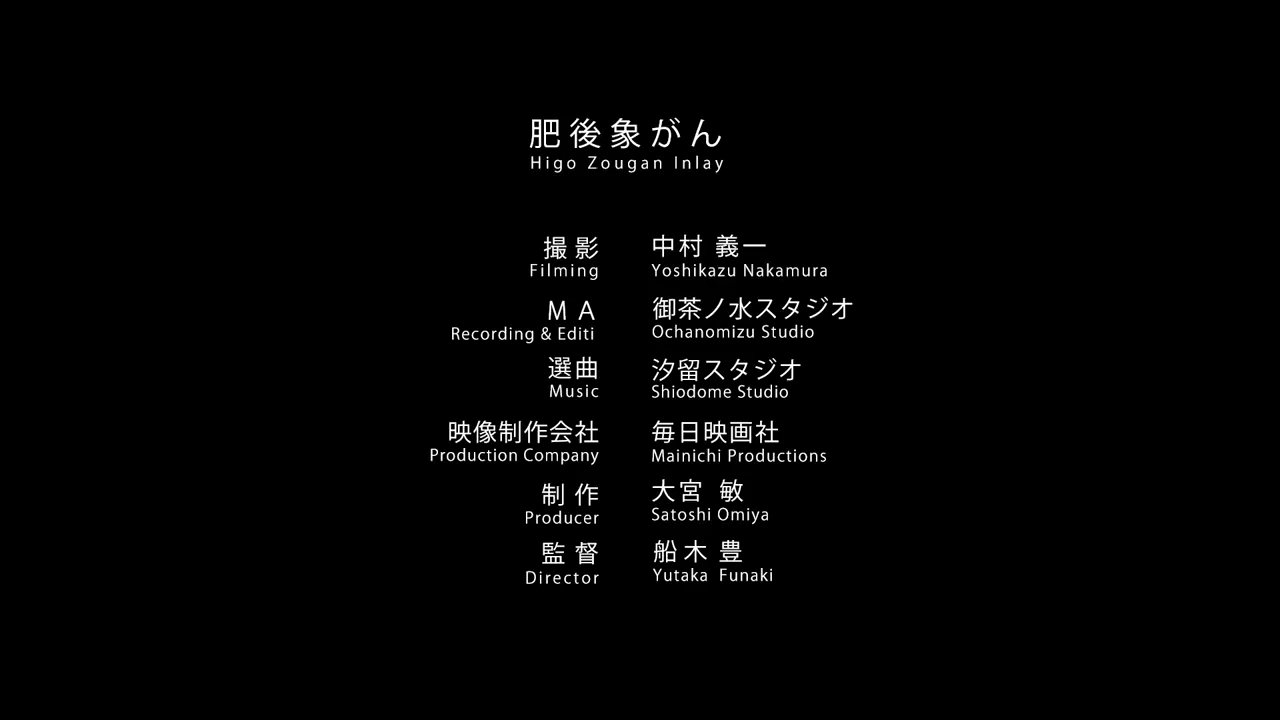 肥後象がん
Higo Zougan Inlay
撮影 中村 義一
Filming Yoshikazu Nakamura
ＭＡ 御茶ノ水スタジオ
Recording & Editi Ochanomizu Studio
選曲 汐留スタジオ
Music Shiodome Studio
映像制作会社 毎日映画社
Production Company Mainichi Productions
制作 大宮 敏
Producer Satoshi Omiya
監督 船木 豊
Director Yutaka Funaki